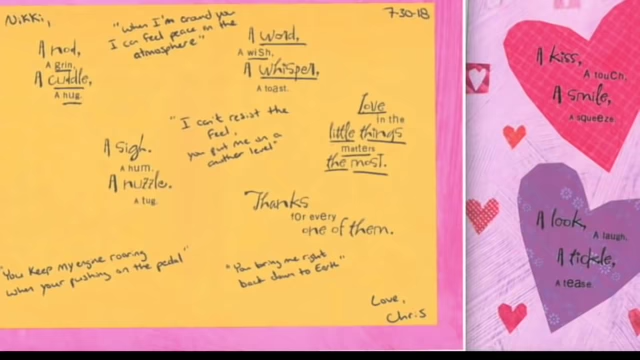 Nikki,
7-30-18
"When I'm around you
I can feel peace in the
atmosphere"
A nod,
A grin,
A cuddle,
A hug.
A word,
A wish,
A whisper,
A toast.
"I can't resist the
feel,
you put me on a
another level"
Love
in the
little things
matters
the most.
A sigh.
A hum.
A nuzzle.
A tug.
Thanks
for every
one of them.
"You Keep my engine roaring
when your pushing on the pedal"
"You bring me right
back down to Earth"
Love,
Chris
A kiss,
A touch,
A smile,
A squeeze.
A look,
A laugh.
A tickle,
A tease.